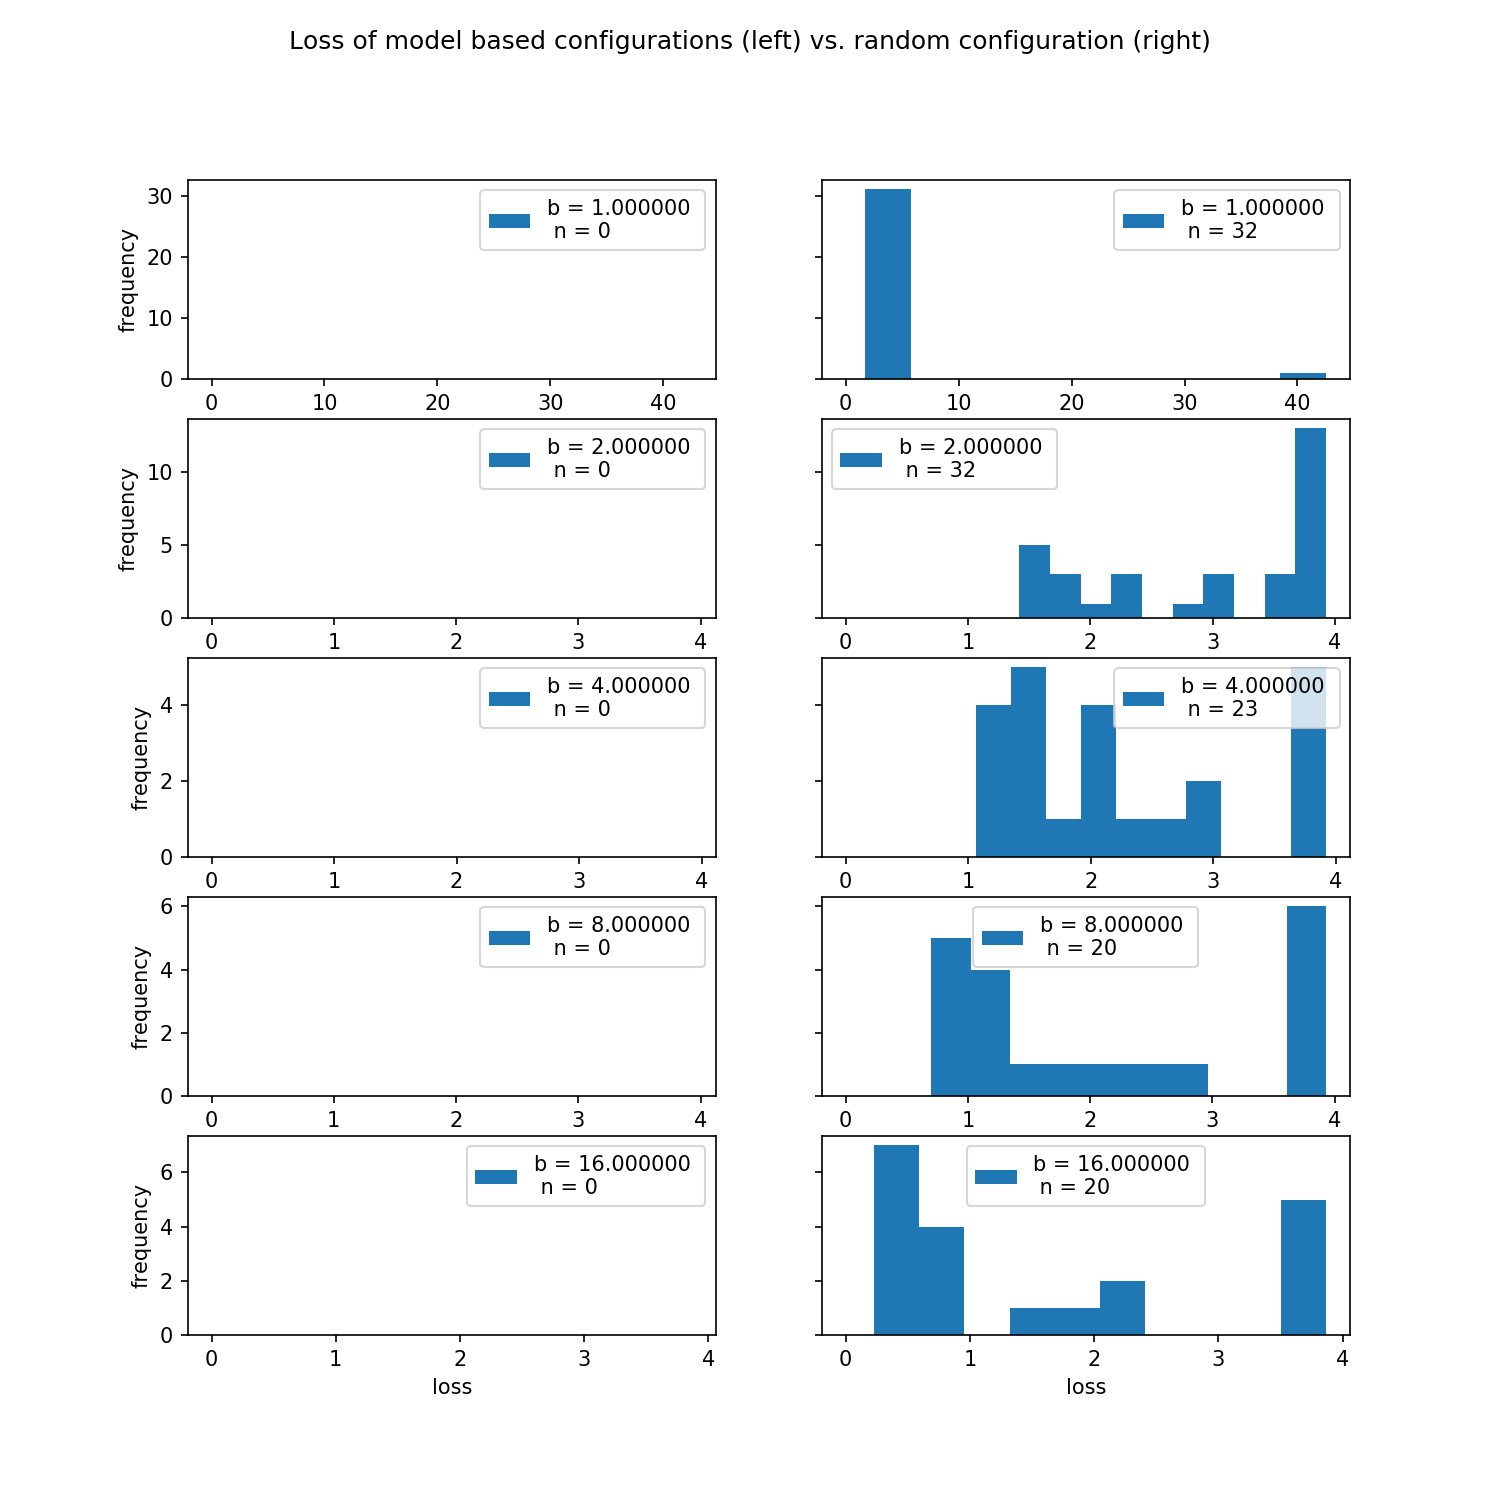 Loss of model based configurations (left) vs. random configuration (right)
frequency
30
20
10
0
b = 1.000000
n = 0
0 10 20 30 40
b = 1.000000
n = 32
0 10 20 30 40
frequency
10
5
0
b = 2.000000
n = 0
0 1 2 3 4
b = 2.000000
n = 32
0 1 2 3 4
frequency
4
2
0
b = 4.000000
n = 0
0 1 2 3 4
b = 4.000000
n = 23
0 1 2 3 4
frequency
6
4
2
0
b = 8.000000
n = 0
0 1 2 3 4
b = 8.000000
n = 20
0 1 2 3 4
frequency
6
4
2
0
b = 16.000000
n = 0
0 1 2 3 4
loss
b = 16.000000
n = 20
0 1 2 3 4
loss